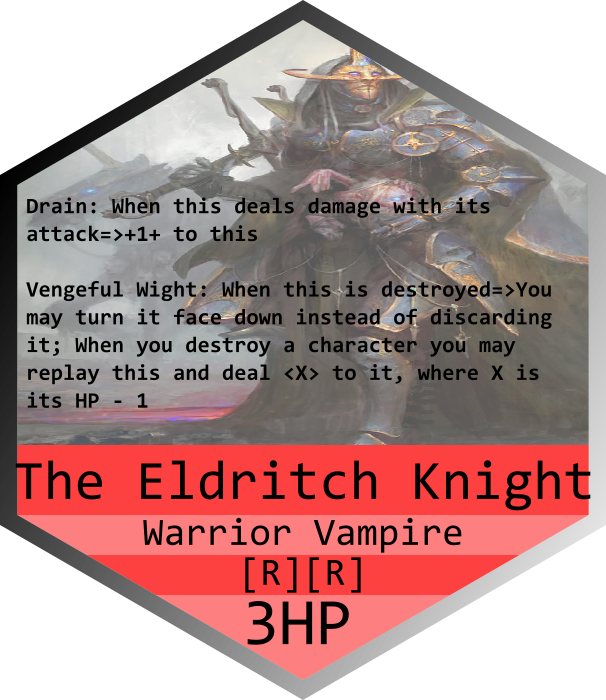 Drain: When this deals damage with its
attack=>+1+ to this
Vengeful Wight: When this is destroyed=>You
may turn it face down instead of discarding
it; When you destroy a character you may
replay this and deal <X> to it, where X is
its HP - 1
The Eldritch Knight
Warrior Vampire
[R][R]
3HP